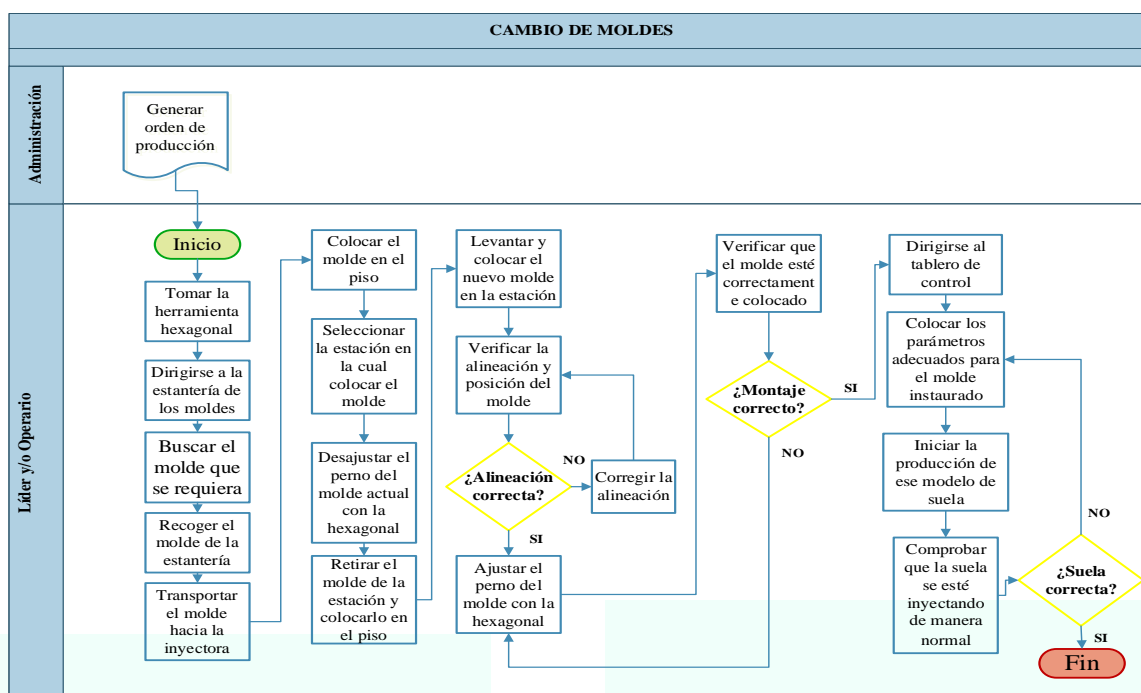 CAMBIO DE MOLDES
Administración
Generar
orden de
producción
Líder y/o Operario
Inicio
Tomar la
herramienta
hexagonal
Dirigirse a la
estantería de
los moldes
Buscar el
molde que
se requiera
Recoger el
molde de la
estantería
Transportar
el molde
hacia la
inyectora
Colocar el
molde en el
piso
Seleccionar
la estación en
la cual
colocar el
molde
Desajustar el
perno del
molde actual
con la
hexagonal
Retirar el
molde de la
estación y
colocarlo en
el piso
Levantar y
colocar el
nuevo molde
en la estación
Verificar la
alineación y
posición del
molde
¿Alineación
correcta?
NO
Corregir la
alineación
SI
Ajustar el
perno del
molde con la
hexagonal
Verificar que
el molde esté
correctament
e colocado
¿Montaje
correcto?
SI
NO
Dirigirse al
tablero de
control
Colocar los
parámetros
adecuados para
el molde
instaurado
Iniciar la
producción de
ese modelo de
suela
Comprobar
que la suela
se esté
inyectando
de manera
normal
NO
¿Suela
correcta?
SI
Fin